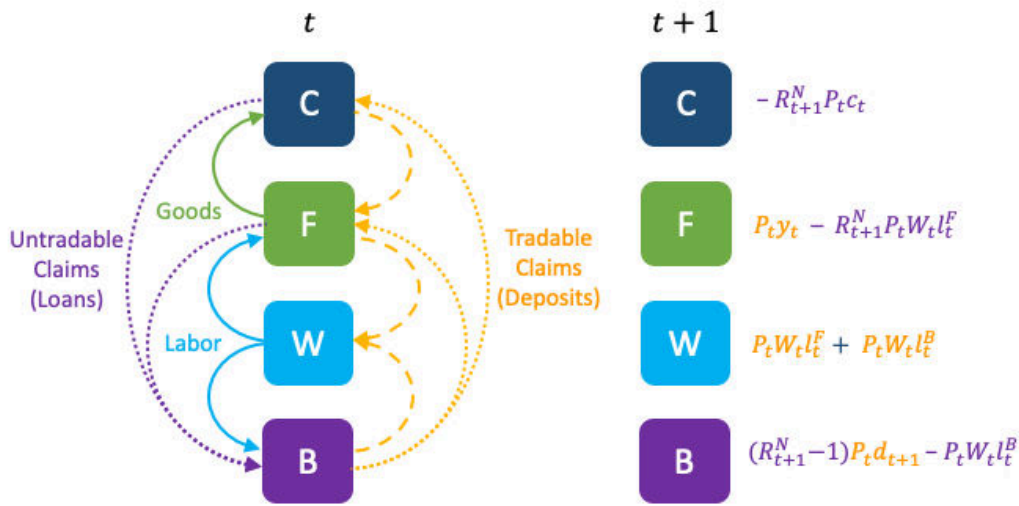 t
t + 1
C
C
− R^N_{t+1} P_t c_t
Goods
F
F
P_t y_t − R^N_{t+1} P_t W_t l^F_t
Untradable
Claims
(Loans)
Tradable
Claims
(Deposits)
Labor
W
W
P_t W_t l^F_t + P_t W_t l^B_t
B
B
(R^N_{t+1}−1)P_t d_{t+1} − P_t W_t l^B_t